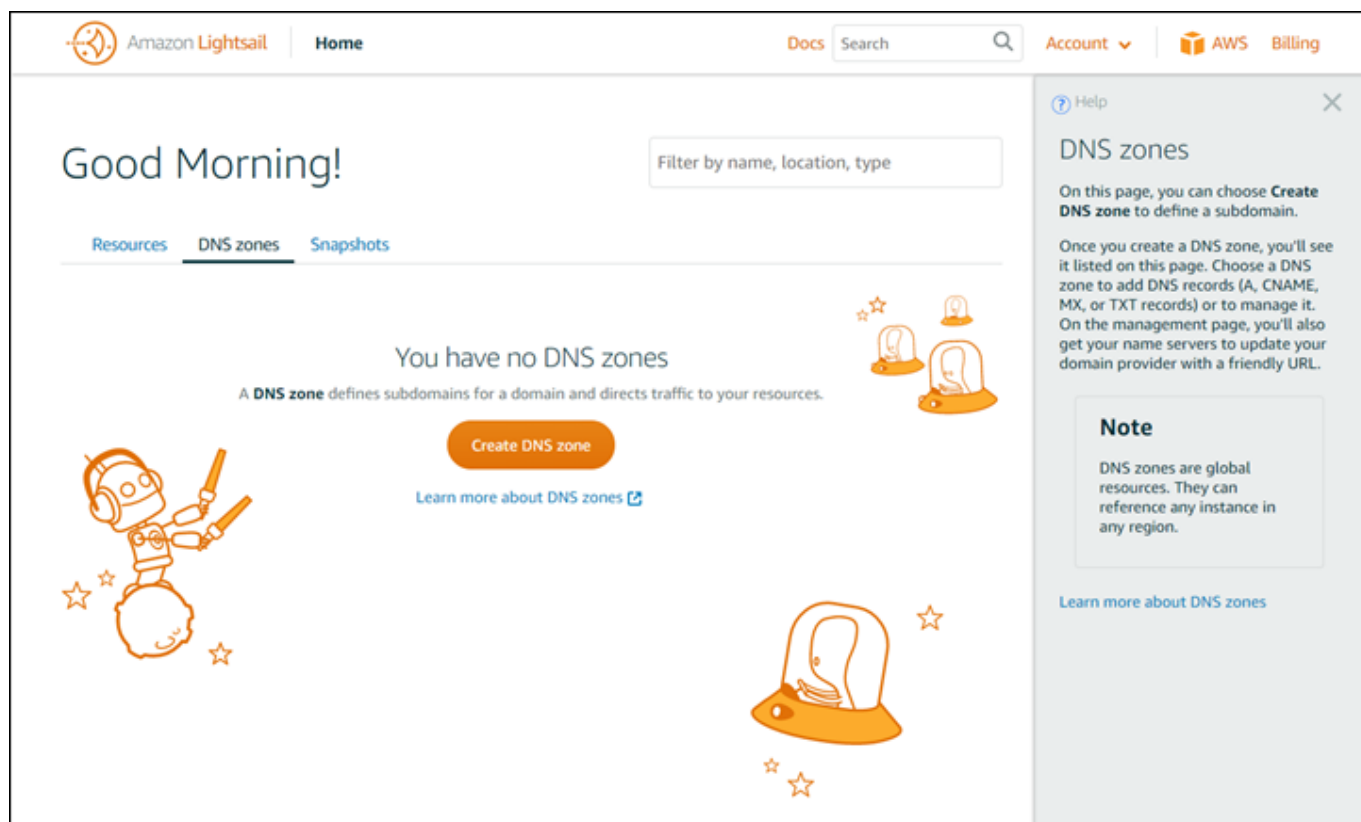 Amazon Lightsail Home Docs Search Account AWS Billing
Good Morning!
Filter by name, location, type
Resources DNS zones Snapshots
You have no DNS zones
A DNS zone defines subdomains for a domain and directs traffic to your resources.
Create DNS zone
Learn more about DNS zones
? Help
DNS zones
On this page, you can choose Create
DNS zone to define a subdomain.
Once you create a DNS zone, you'll see
it listed on this page. Choose a DNS
zone to add DNS records (A, CNAME,
MX, or TXT records) or to manage it.
On the management page, you'll also
get your name servers to update your
domain provider with a friendly URL.
Note
DNS zones are global
resources. They can
reference any instance in
any region.
Learn more about DNS zones